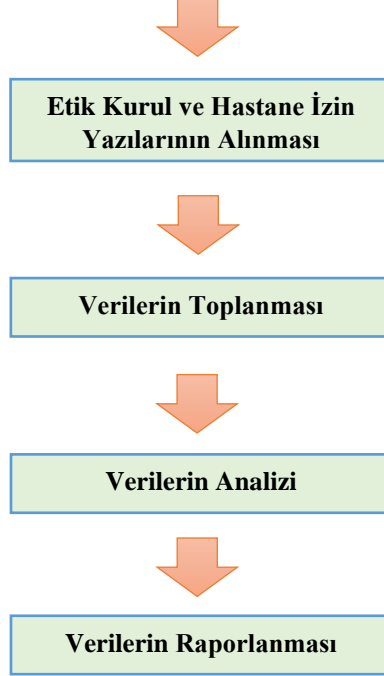 Etik Kurul ve Hastane İzin
Yazılarının Alınması
Verilerin Toplanması
Verilerin Analizi
Verilerin Raporlanması